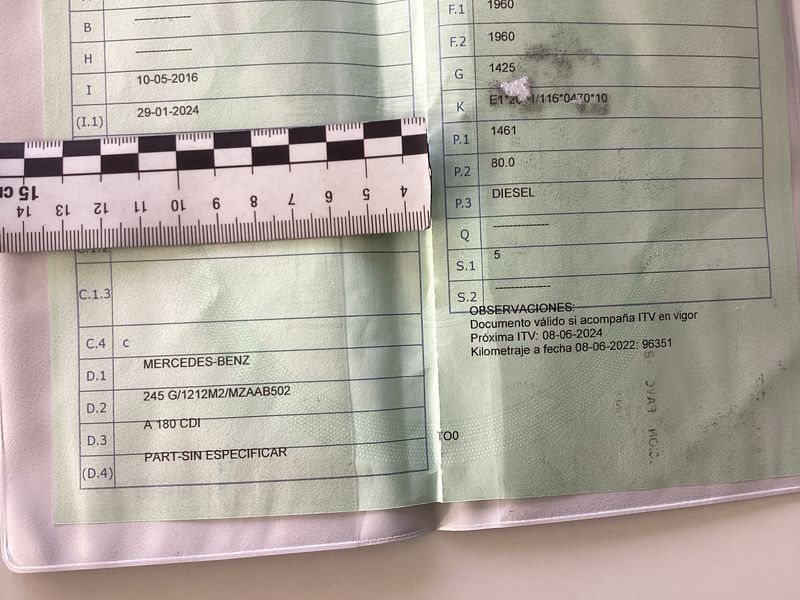 B --------------
H --------------
I 10-05-2016
(I.1) 29-01-2024
15 14 13 12 11 10 9 8 7 6 5 4
C.1.3
C.4 c
D.1 MERCEDES-BENZ
D.2 245 G/1212M2/MZAAB502
D.3 A 180 CDI
(D.4) PART-SIN ESPECIFICAR
F.1 1960
F.2 1960
G 1425
K
P.1 1461
P.2 80.0
P.3 DIESEL
Q --------------
S.1 5
S.2 --------------
OBSERVACIONES:
Documento válido si acompaña ITV en vigor
Próxima ITV: 08-06-2024
Kilometraje a fecha 08-06-2022: 96351
TO0